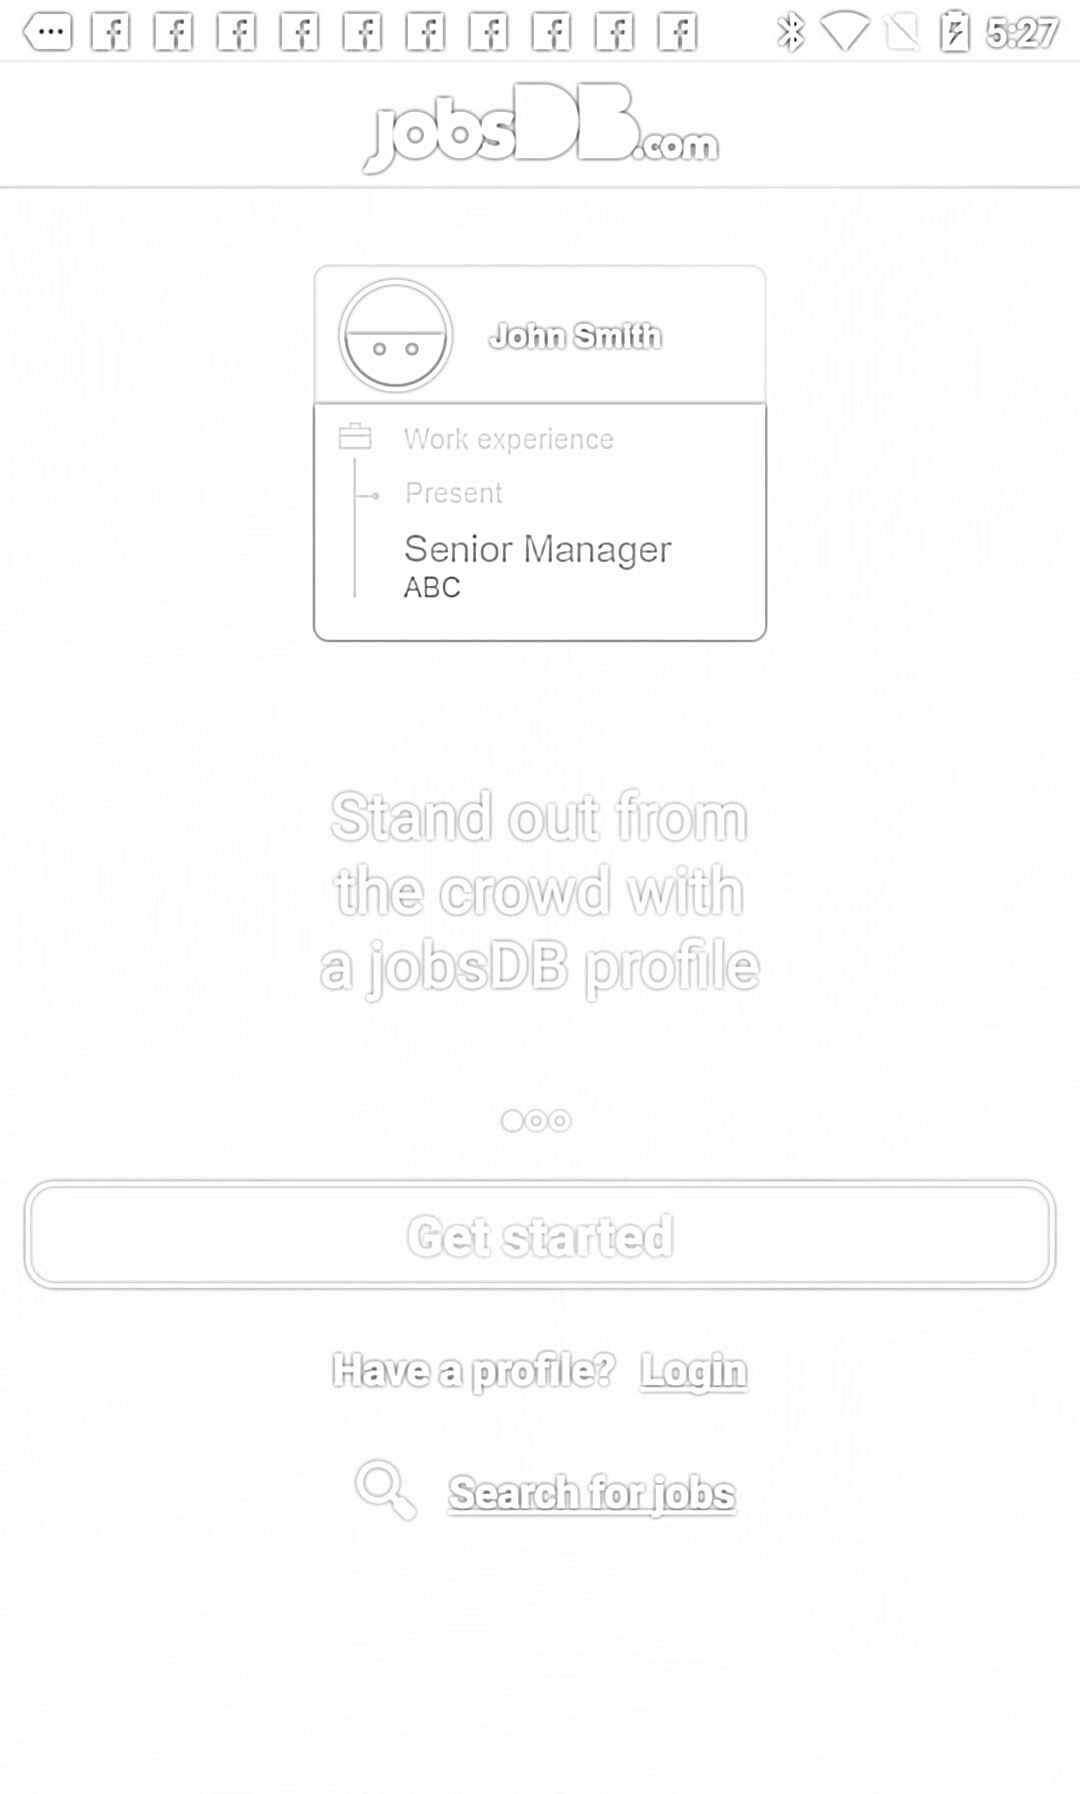 5:27
jobsDB.com
John Smith
Work experience
Present
Senior Manager
ABC
Stand out from
the crowd with
a jobsDB profile
Get started
Have a profile? Login
Search for jobs